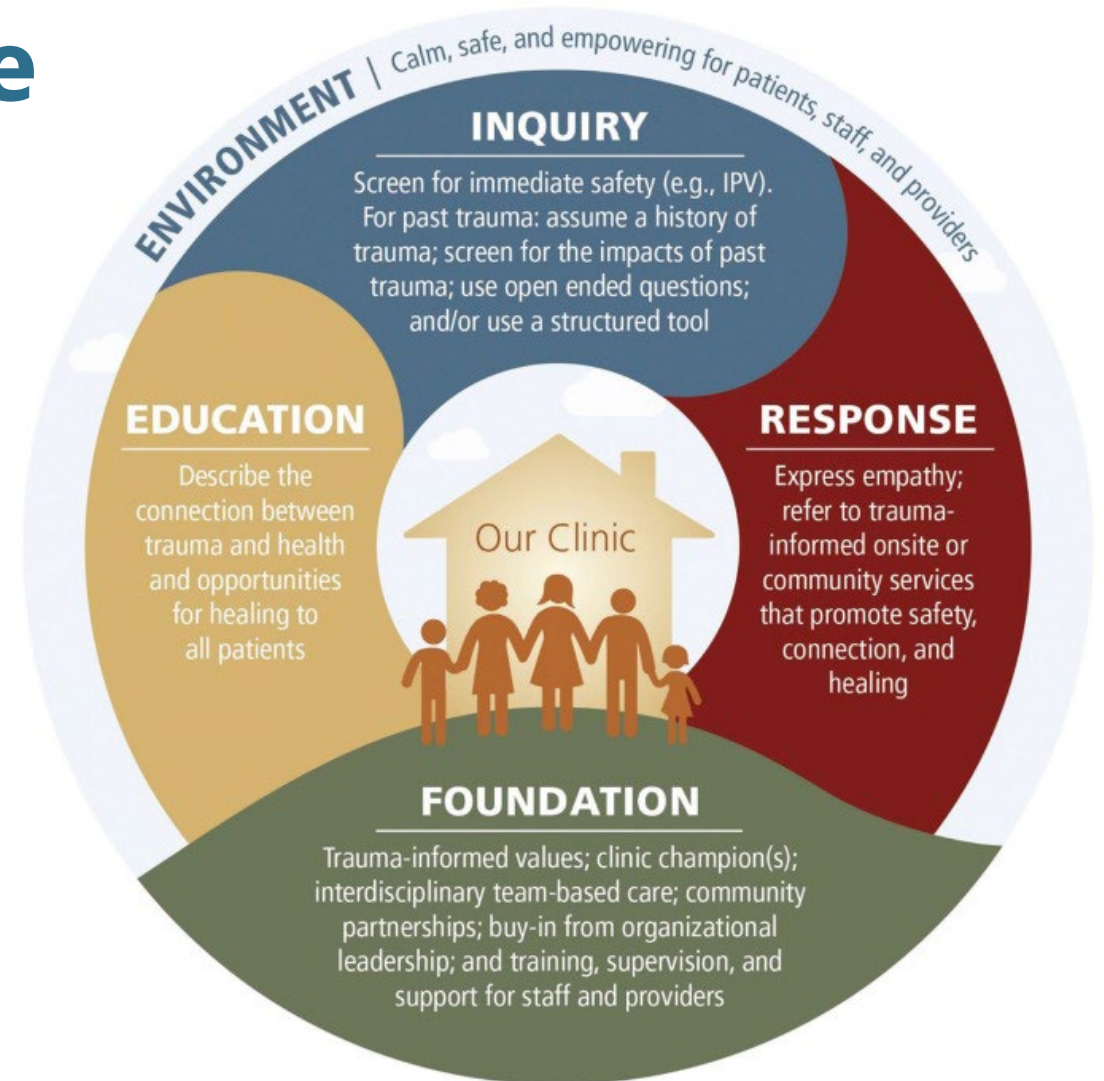 e
ENVIRONMENT | Calm, safe, and empowering for patients, staff, and providers
INQUIRY
Screen for immediate safety (e.g., IPV).
For past trauma: assume a history of
trauma; screen for the impacts of past
trauma; use open ended questions;
and/or use a structured tool
EDUCATION
Describe the
connection between
trauma and health
and opportunities
for healing to
all patients
Our Clinic
RESPONSE
Express empathy;
refer to trauma-
informed onsite or
community services
that promote safety,
connection, and
healing
FOUNDATION
Trauma-informed values; clinic champion(s);
interdisciplinary team-based care; community
partnerships; buy-in from organizational
leadership; and training, supervision, and
support for staff and providers